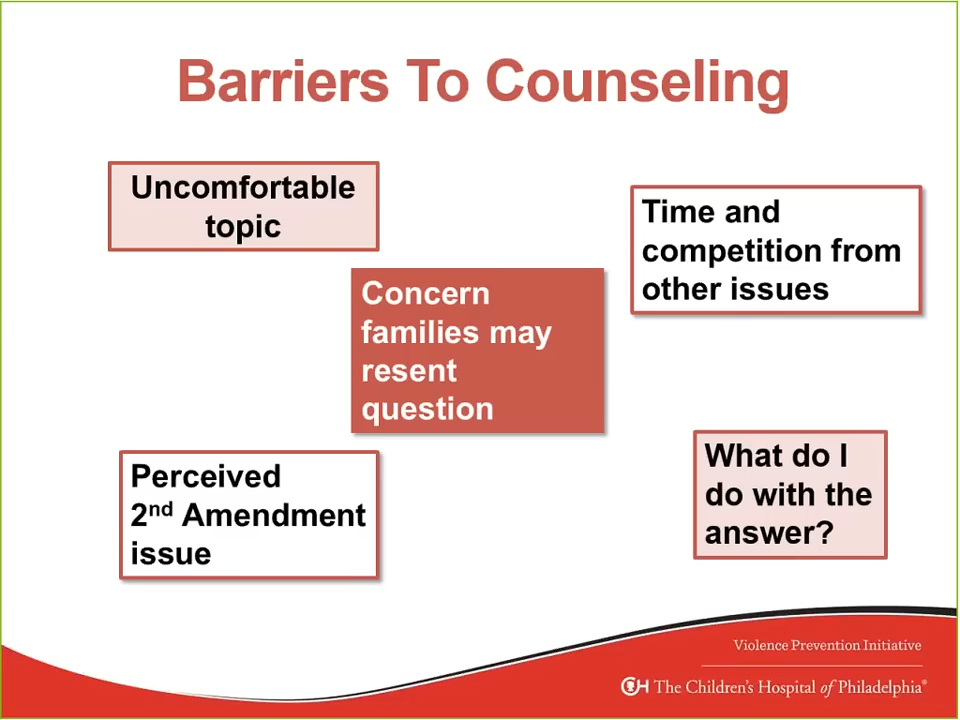 Barriers To Counseling
Uncomfortable
topic
Time and
competition from
other issues
Concern
families may
resent
question
Perceived
2nd Amendment
issue
What do I
do with the
answer?
Violence Prevention Initiative
CH The Children's Hospital of Philadelphia®